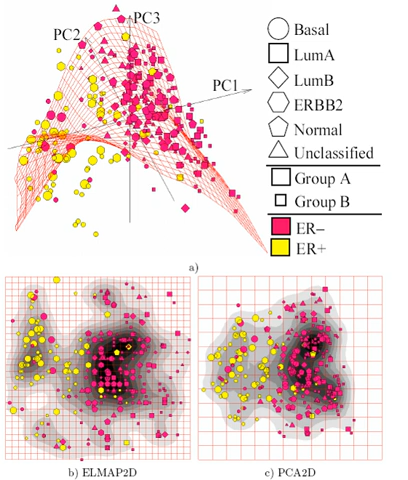 PC3
PC2
PC1
Basal
LumA
LumB
ERBB2
Normal
Unclassified
Group A
Group B
ER−
ER+
a)
b) ELMAP2D
c) PCA2D